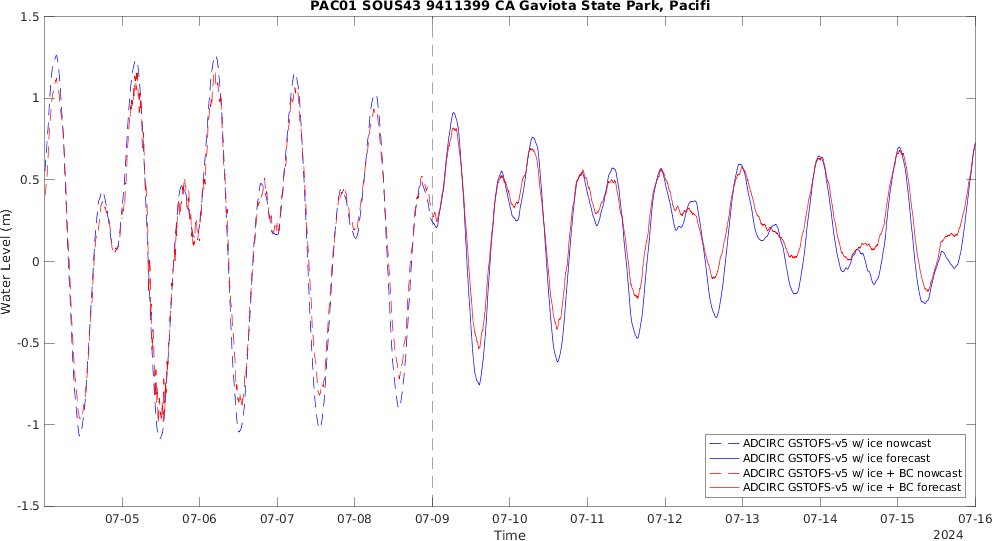 PAC01 SOUS43 9411399 CA Gaviota State Park, Pacifi
1.5
1
0.5
0
-0.5
-1
-1.5
Water Level (m)
07-05
07-06
07-07
07-08
07-09
07-10
07-11
07-12
07-13
07-14
07-15
07-16
Time
2024
ADCIRC GSTOFS-v5 w/ ice nowcast
ADCIRC GSTOFS-v5 w/ ice forecast
ADCIRC GSTOFS-v5 w/ ice + BC nowcast
ADCIRC GSTOFS-v5 w/ ice + BC forecast